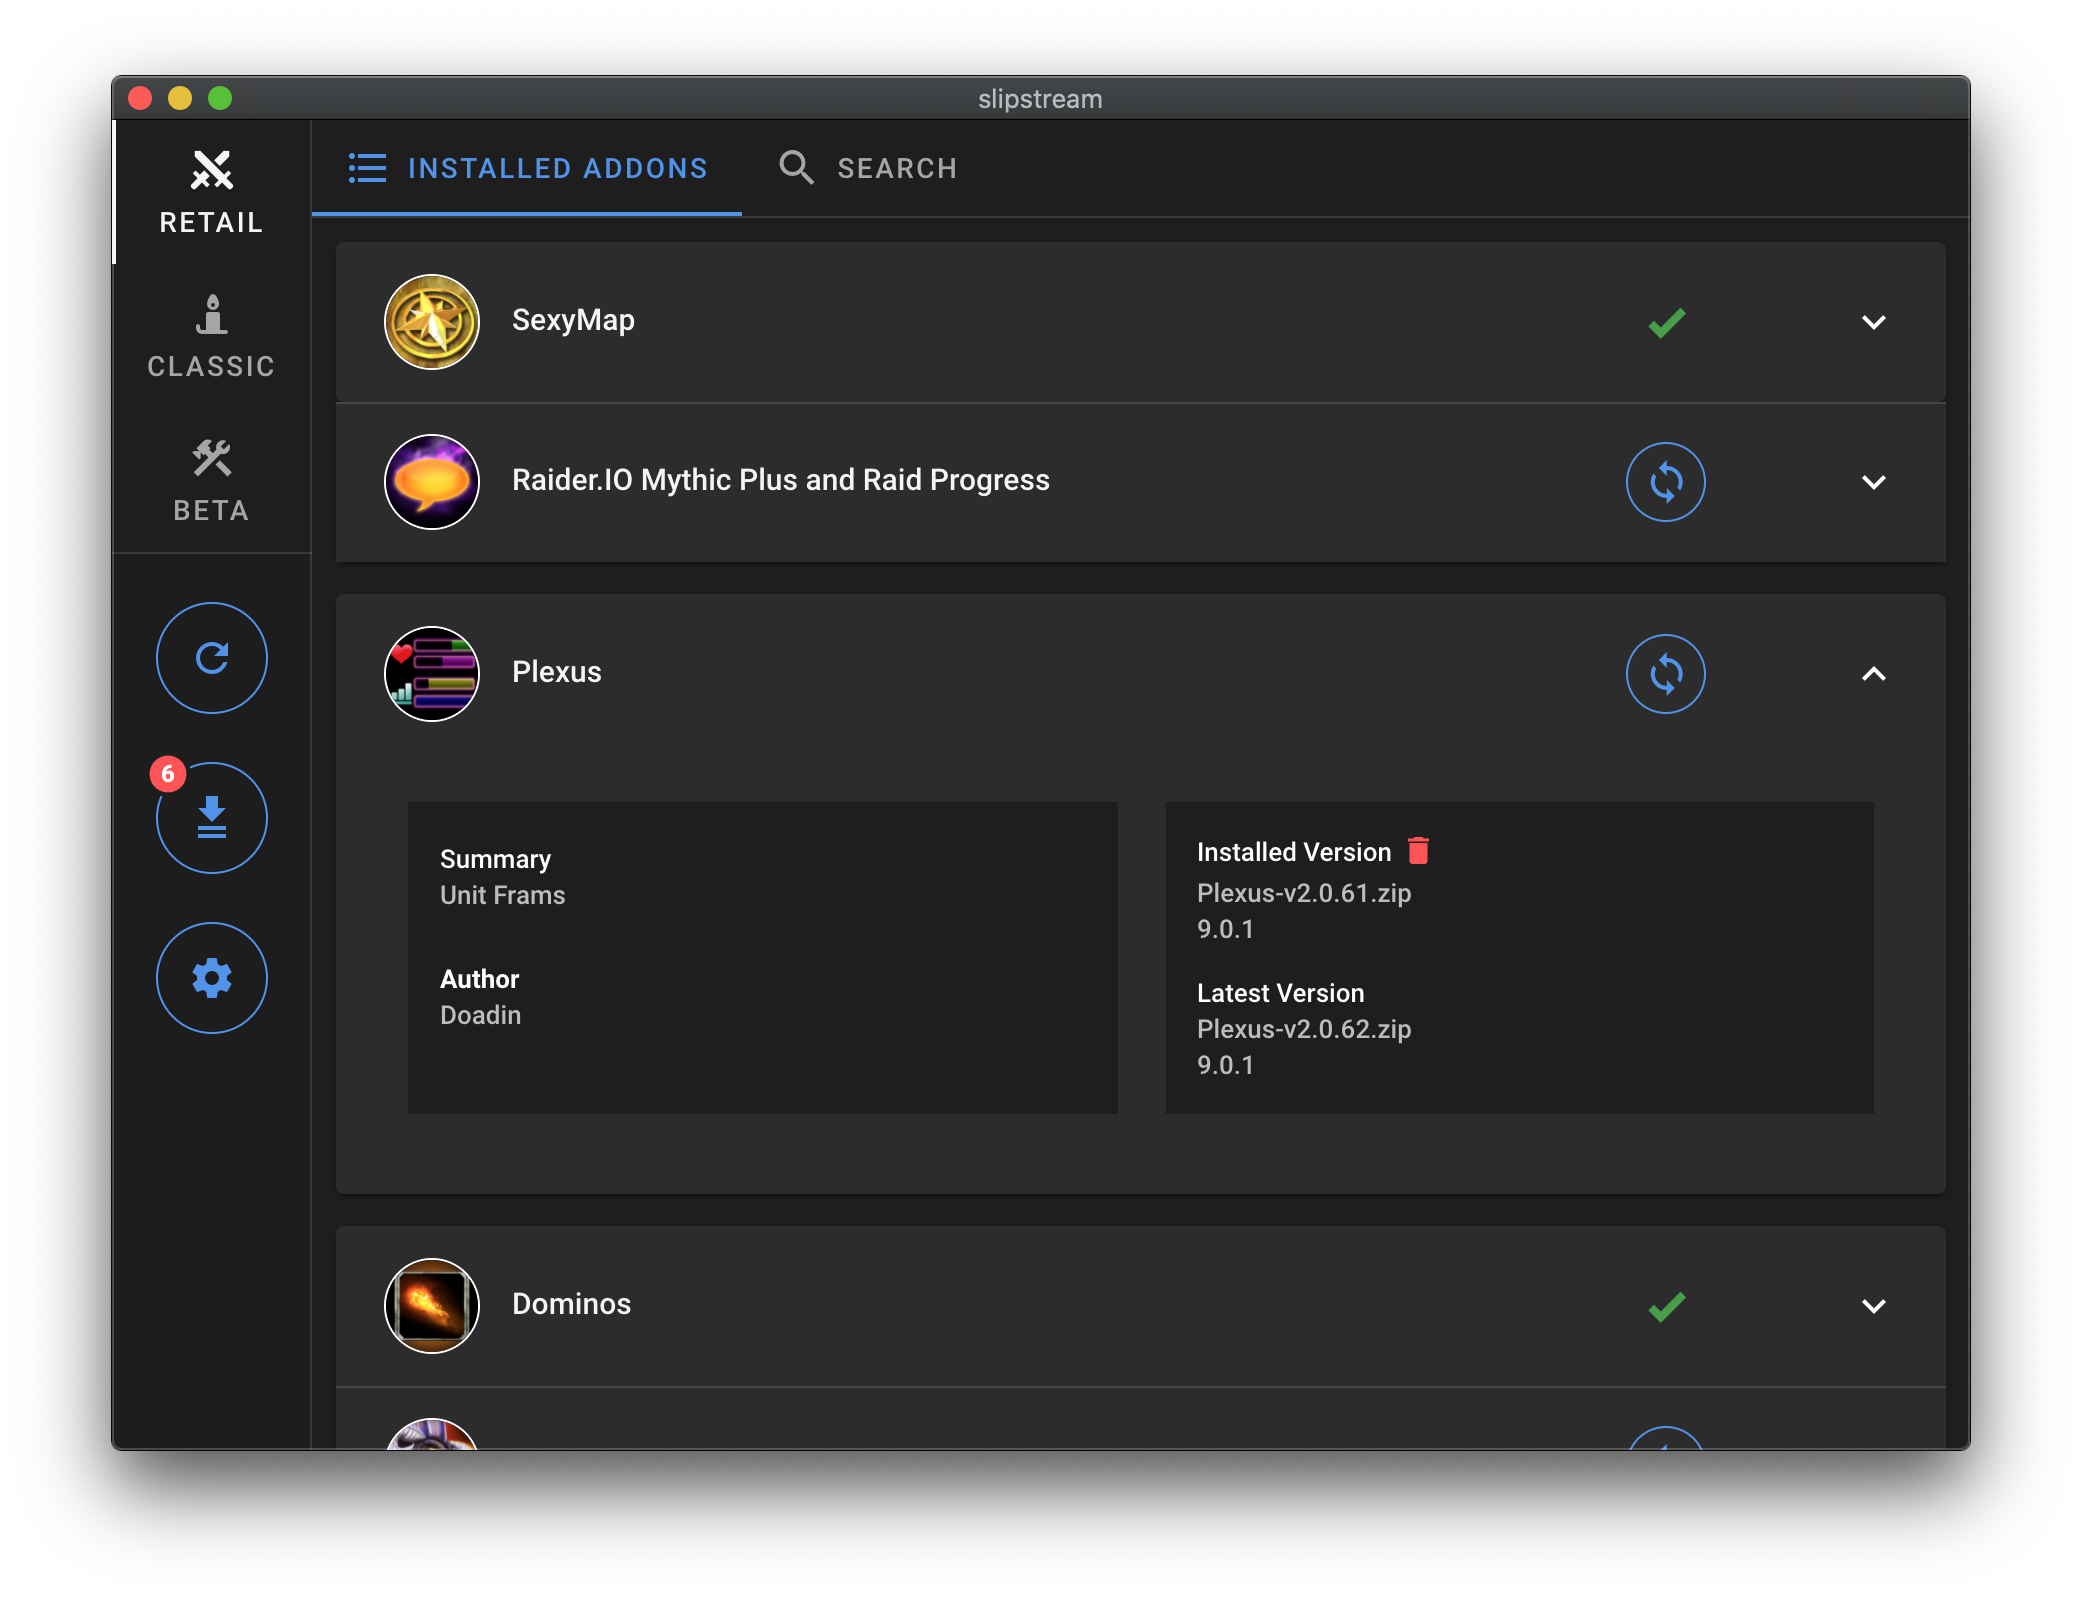 slipstream
RETAIL
CLASSIC
BETA
6
INSTALLED ADDONS
SEARCH
SexyMap
Raider.IO Mythic Plus and Raid Progress
Plexus
Summary
Unit Frams
Author
Doadin
Installed Version
Plexus-v2.0.61.zip
9.0.1
Latest Version
Plexus-v2.0.62.zip
9.0.1
Dominos